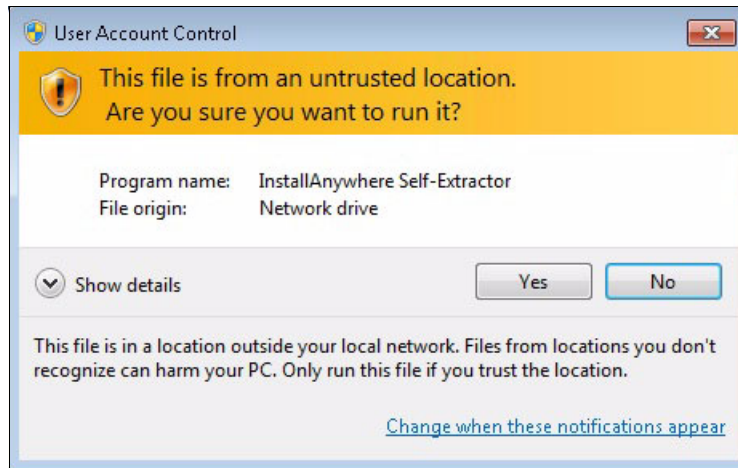 User Account Control
This file is from an untrusted location.
Are you sure you want to run it?
Program name: InstallAnywhere Self-Extractor
File origin: Network drive
Show details
Yes
No
This file is in a location outside your local network. Files from locations you don't
recognize can harm your PC. Only run this file if you trust the location.
Change when these notifications appear